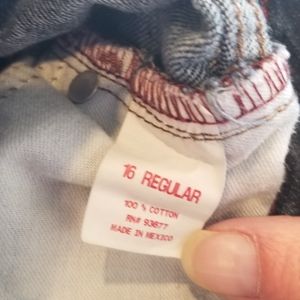 16 REGULAR
100 % COTTON
RN# 93677
MADE IN MEXICO